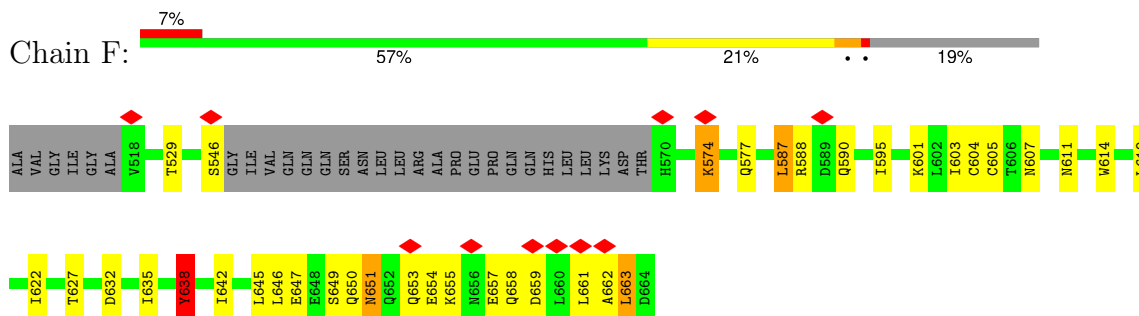 7%
Chain F:
57% 21% • • 19%
ALA VAL GLY ILE GLY ALA V518 T529 S546 GLY ILE VAL GLN GLN GLN SER ASN LEU LEU ARG ALA PRO GLU PRO GLN GLN HIS LEU LEU LYS ASP THR H570 K574 Q577 L587 R588 D589 Q590 I595 K601 L602 I603 C604 C605 T606 N607 N611 W614
I622 T627 D632 I635 Y638 I642 L645 L646 E647 E648 S649 Q650 N651 Q652 Q653 E654 K655 N656 E657 Q658 D659 L660 L661 A662 L663 D664